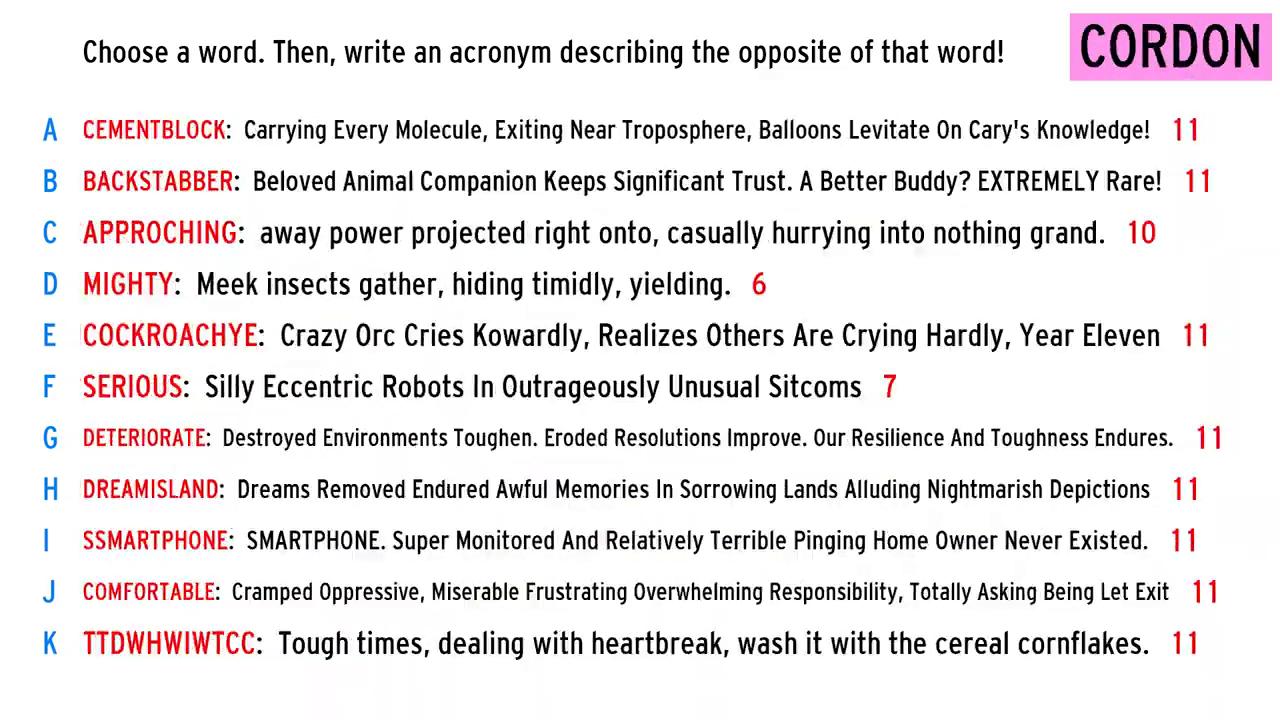 Choose a word. Then, write an acronym describing the opposite of that word!
CORDON
A CEMENTBLOCK: Carrying Every Molecule, Exiting Near Troposphere, Balloons Levitate On Cary's Knowledge! 11
B BACKSTABBER: Beloved Animal Companion Keeps Significant Trust. A Better Buddy? EXTREMELY Rare! 11
C APPROCHING: away power projected right onto, casually hurrying into nothing grand. 10
D MIGHTY: Meek insects gather, hiding timidly, yielding. 6
E COCKROACHYE: Crazy Orc Cries Kowardly, Realizes Others Are Crying Hardly, Year Eleven 11
F SERIOUS: Silly Eccentric Robots In Outrageously Unusual Sitcoms 7
G DETERIORATE: Destroyed Environments Toughen. Eroded Resolutions Improve. Our Resilience And Toughness Endures. 11
H DREAMISLAND: Dreams Removed Endured Awful Memories In Sorrowing Lands Alluding Nightmarish Depictions 11
I SSMARTPHONE: SMARTPHONE. Super Monitored And Relatively Terrible Pinging Home Owner Never Existed. 11
J COMFORTABLE: Cramped Oppressive, Miserable Frustrating Overwhelming Responsibility, Totally Asking Being Let Exit 11
K TTDWHWIWTCC: Tough times, dealing with heartbreak, wash it with the cereal cornflakes. 11